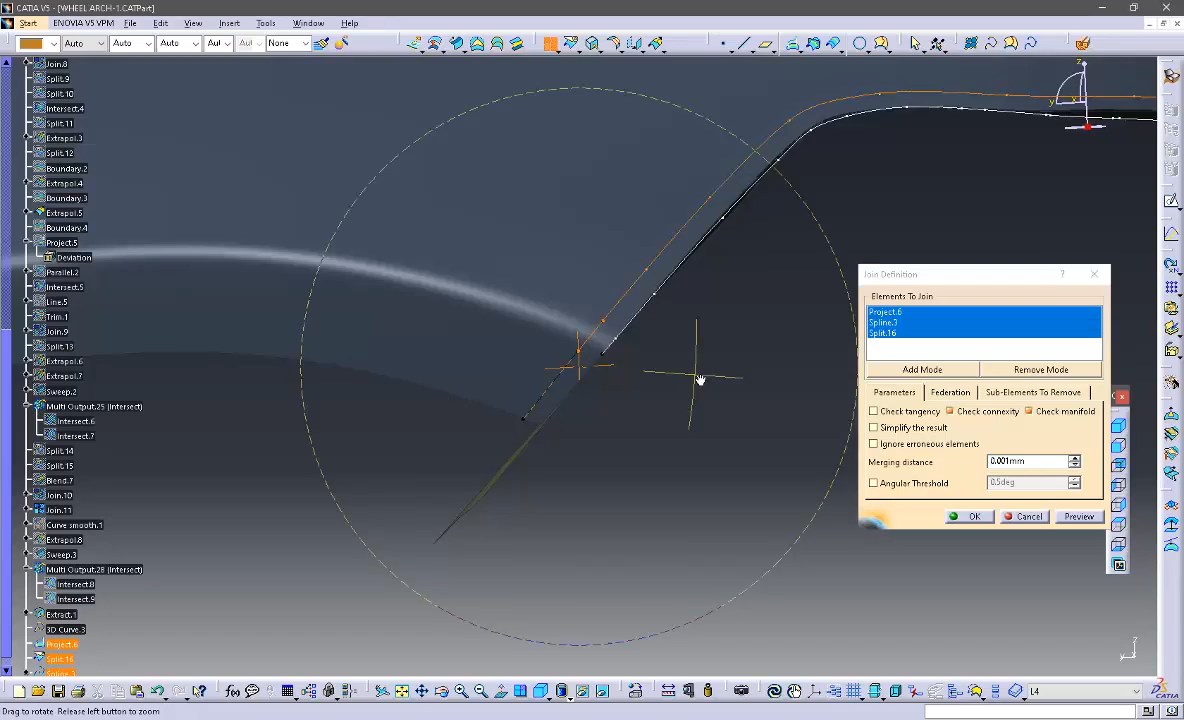 CATIA V5 - [WHEEL ARCH-1.CATPart]
Start ENOVIA V5 VPM File Edit View Insert Tools Window Help
Auto Auto Auto Aut None
Join.8
Split.9
Split.10
Intersect.4
Split.11
Extrapol.3
Split.12
Boundary.2
Extrapol.4
Boundary.3
Extrapol.5
Boundary.4
Project.5
Deviation
Parallel.2
Intersect.5
Line.5
Trim.1
Join.9
Split.13
Extrapol.6
Extrapol.7
Sweep.2
Multi Output.25 (Intersect)
Intersect.6
Intersect.7
Split.14
Split.15
Blend.7
Join.10
Join.11
Curve smooth.1
Extrapol.8
Sweep.3
Multi Output.28 (Intersect)
Intersect.8
Intersect.9
Extract.1
3D Curve.3
Project.6
Split.16
Spline.3
z
y
x
Join Definition ?
Elements To Join
Project.6
Spline.3
Split.16
Add Mode Remove Mode
Parameters Federation Sub-Elements To Remove
Check tangency Check connexity Check manifold
Simplify the result
Ignore erroneous elements
Merging distance 0.001mm
Angular Threshold 0.5deg
OK Cancel Preview
z
y
L4
Drag to rotate Release left button to zoom